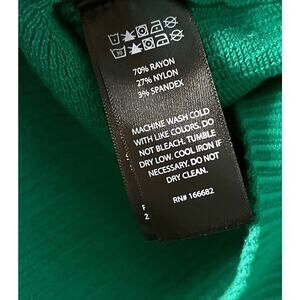 70% RAYON
27% NYLON
3% SPANDEX
MACHINE WASH COLD
WITH LIKE COLORS. DO
NOT BLEACH. TUMBLE
DRY LOW. COOL IRON IF
NECESSARY. DO NOT
DRY CLEAN.
RN# 166682
F
2